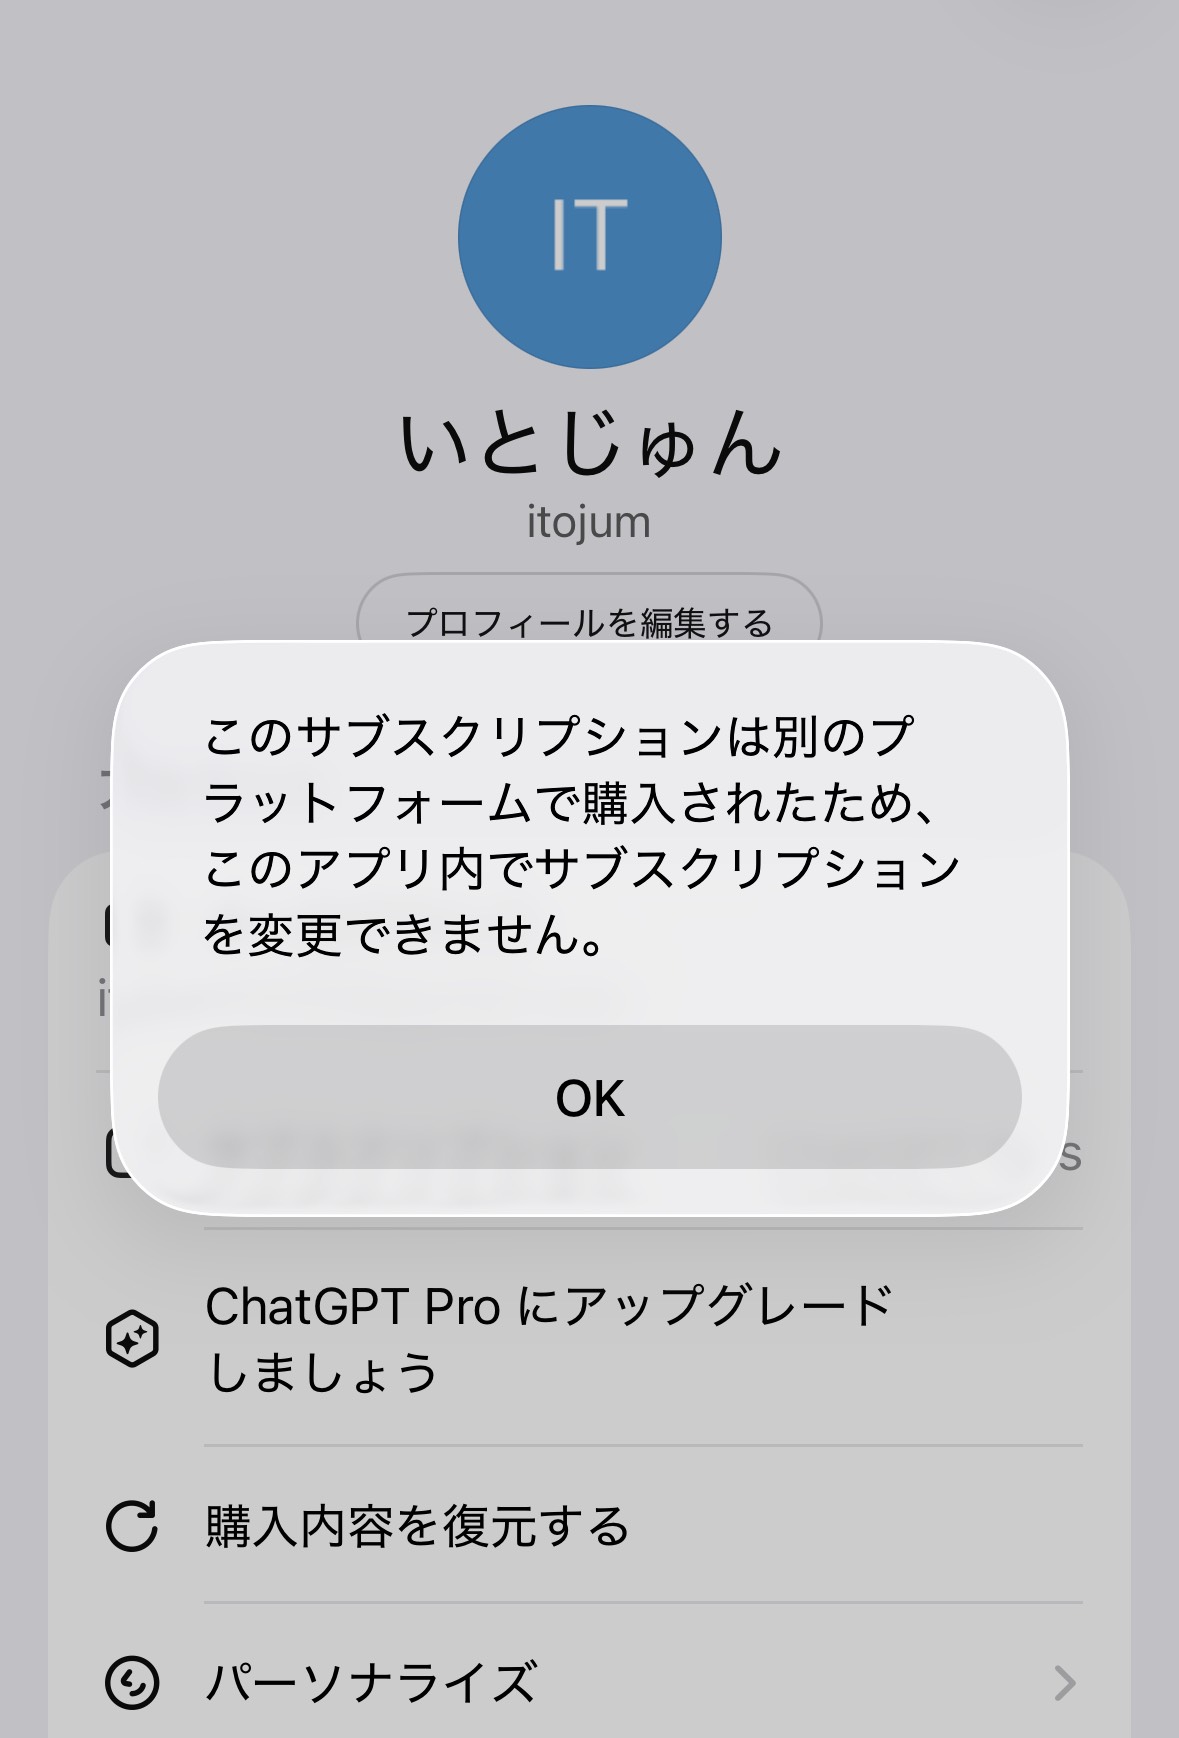 IT
いとじゅん
itojum
プロフィールを編集する
このサブスクリプションは別のプ
ラットフォームで購入されたため、
このアプリ内でサブスクリプション
を変更できません。
OK
ChatGPT Pro にアップグレード
しましょう
購入内容を復元する
パーソナライズ